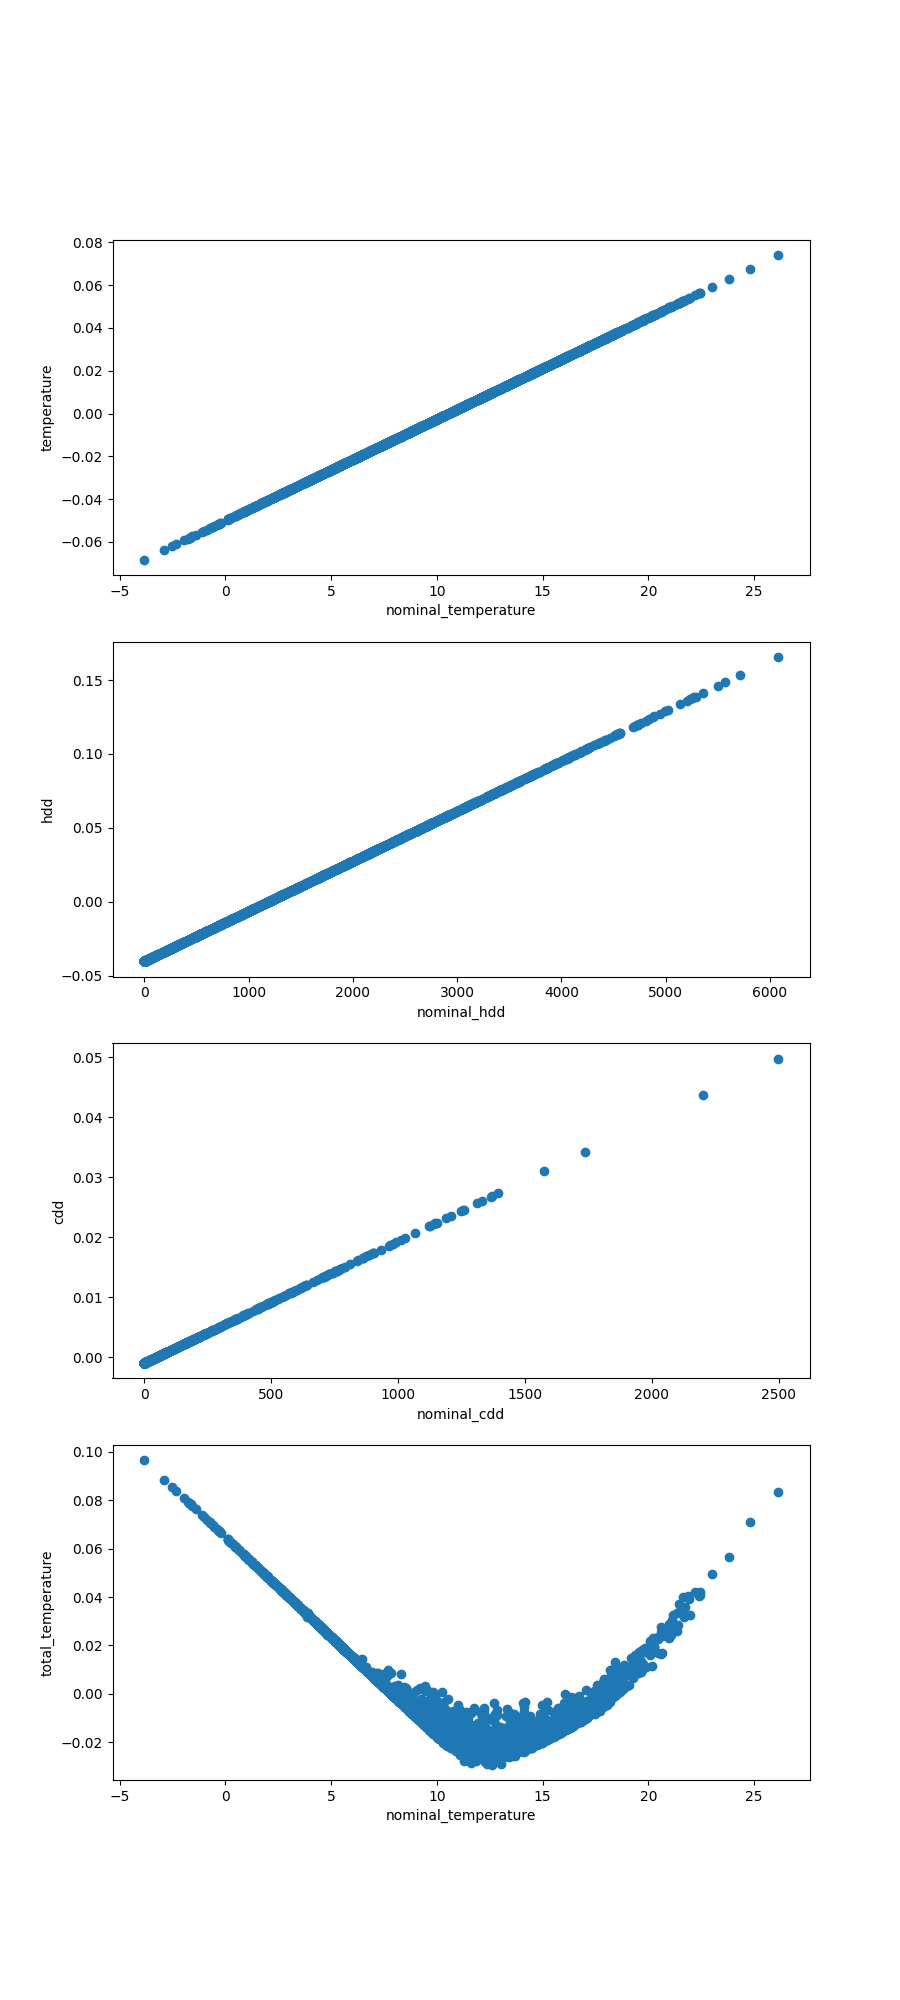 0.08
0.06
0.04
0.02
0.00
−0.02
−0.04
−0.06
temperature
−5 0 5 10 15 20 25
nominal_temperature
0.15
0.10
0.05
0.00
−0.05
hdd
0 1000 2000 3000 4000 5000 6000
nominal_hdd
0.05
0.04
0.03
0.02
0.01
0.00
cdd
0 500 1000 1500 2000 2500
nominal_cdd
0.10
0.08
0.06
0.04
0.02
0.00
−0.02
total_temperature
−5 0 5 10 15 20 25
nominal_temperature